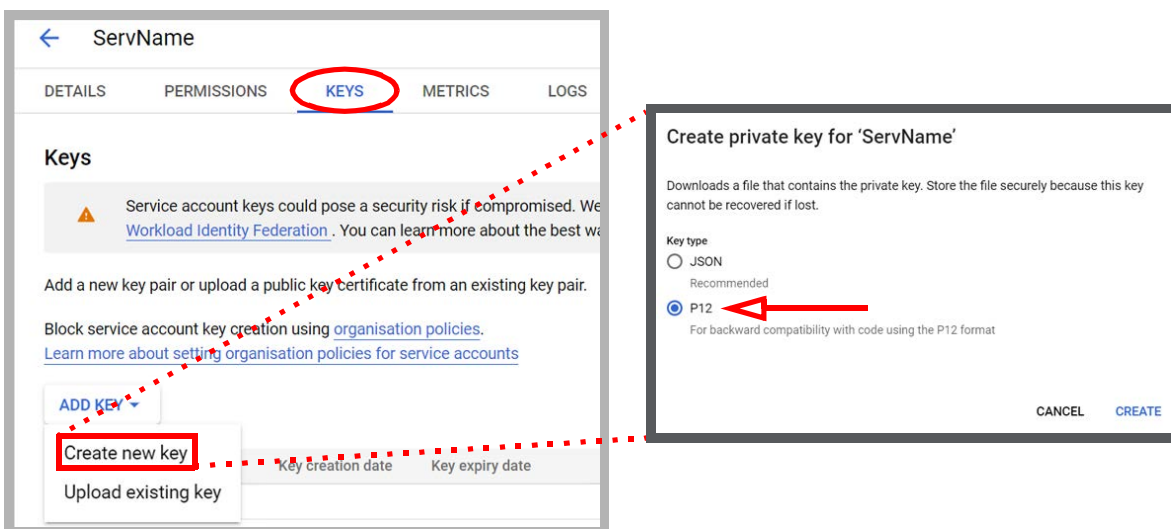 ServName
DETAILS PERMISSIONS KEYS METRICS LOGS
Keys
Service account keys could pose a security risk if compromised. We
Workload Identity Federation . You can learn more about the best wa
Add a new key pair or upload a public key certificate from an existing key pair.
Block service account key creation using organisation policies.
Learn more about setting organisation policies for service accounts
ADD KEY
Create new key
Upload existing key
Key creation date Key expiry date
Create private key for ‘ServName’
Downloads a file that contains the private key. Store the file securely because this key
cannot be recovered if lost.
Key type
JSON
Recommended
P12
For backward compatibility with code using the P12 format
CANCEL CREATE